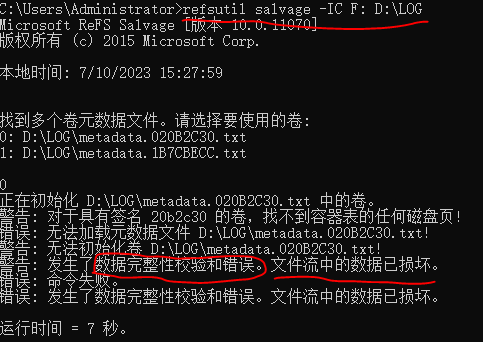 C:\Users\Administrator>refsutil salvage -IC F: D:\LOG
Microsoft ReFS Salvage [版本 10.0.11070]
版权所有 (c) 2015 Microsoft Corp.
本地时间: 7/10/2023 15:27:59
找到多个卷元数据文件。请选择要使用的卷:
0: D:\LOG\metadata.020B2C30.txt
1: D:\LOG\metadata.1B7CBECC.txt
0
正在初始化 D:\LOG\metadata.020B2C30.txt 中的卷。
警告: 对于具有签名 20b2c30 的卷，找不到容器表的任何磁盘页!
错误: 无法加载元数据文件 D:\LOG\metadata.020B2C30.txt!
警告: 无法初始化卷 D:\LOG\metadata.020B2C30.txt!
警告: 发生了数据完整性校验和错误。文件流中的数据已损坏。
错误: 命令失败。
错误: 发生了数据完整性校验和错误。文件流中的数据已损坏。
运行时间 = 7 秒。